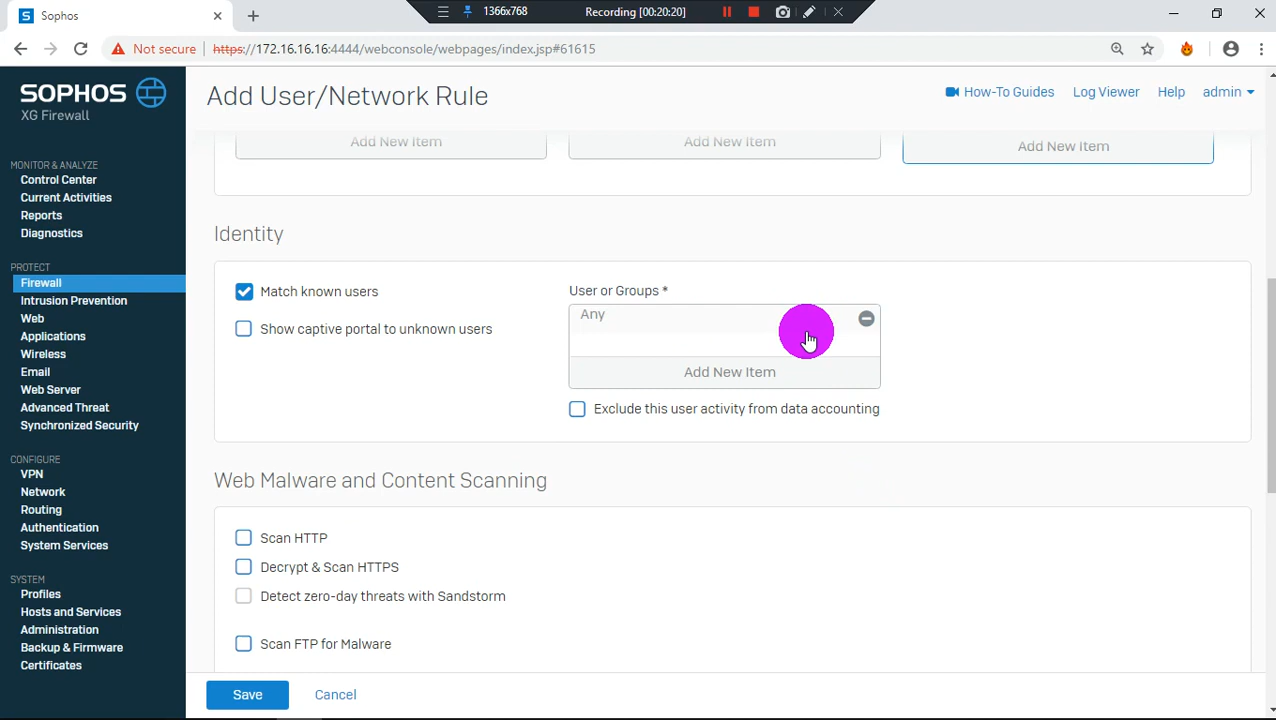 Sophos
1366x768
Recording [00:20:20]
Not secure
https://172.16.16.16:4444/webconsole/webpages/index.jsp#61615
SOPHOS
XG Firewall
Add User/Network Rule
How-To Guides
Log Viewer
Help
admin
MONITOR & ANALYZE
Control Center
Current Activities
Reports
Diagnostics
PROTECT
Firewall
Intrusion Prevention
Web
Applications
Wireless
Email
Web Server
Advanced Threat
Synchronized Security
CONFIGURE
VPN
Network
Routing
Authentication
System Services
SYSTEM
Profiles
Hosts and Services
Administration
Backup & Firmware
Certificates
Add New Item
Add New Item
Add New Item
Identity
Match known users
Show captive portal to unknown users
User or Groups *
Any
Add New Item
Exclude this user activity from data accounting
Web Malware and Content Scanning
Scan HTTP
Decrypt & Scan HTTPS
Detect zero-day threats with Sandstorm
Scan FTP for Malware
Save
Cancel